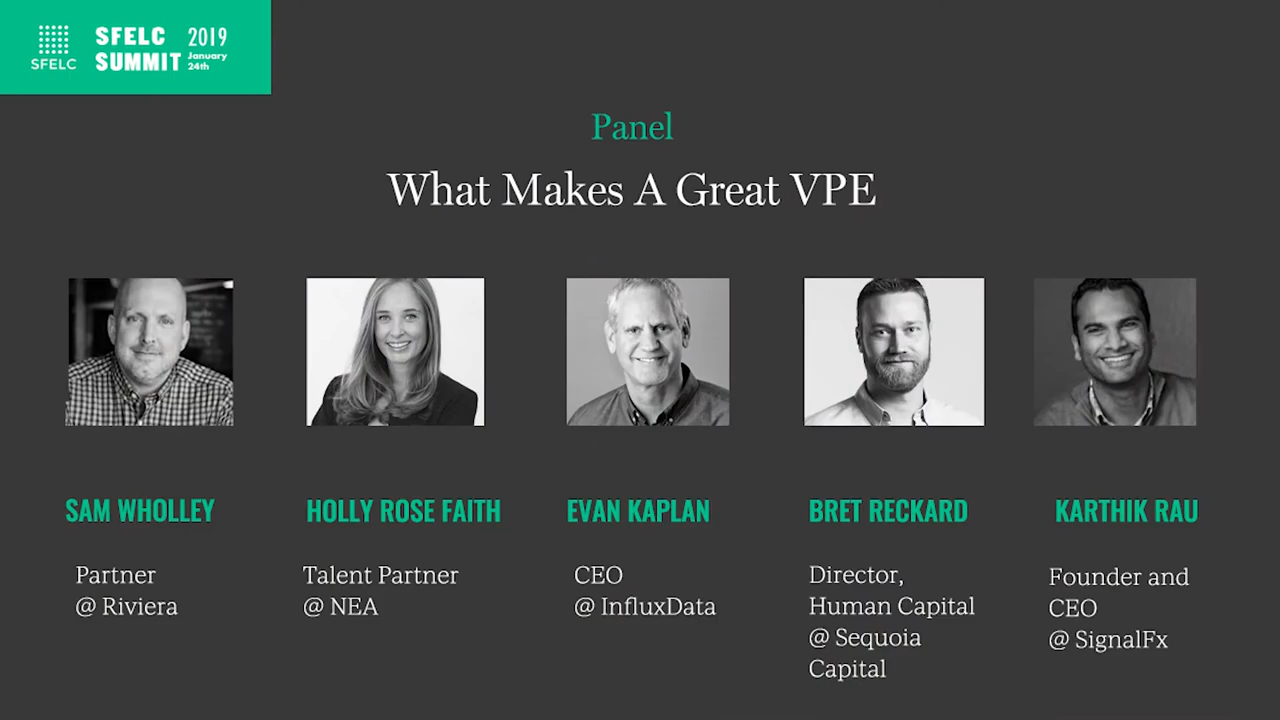 SFELC
SFELC 2019
SUMMIT January 24th
Panel
What Makes A Great VPE
SAM WHOLLEY
Partner
@ Riviera
HOLLY ROSE FAITH
Talent Partner
@ NEA
EVAN KAPLAN
CEO
@ InfluxData
BRET RECKARD
Director,
Human Capital
@ Sequoia
Capital
KARTHIK RAU
Founder and
CEO
@ SignalFx